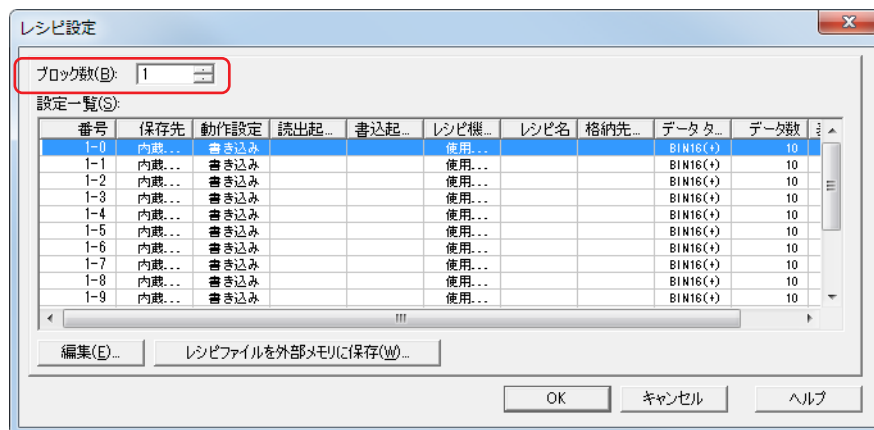 レシピ設定
ブロック数(B): 1
設定一覧(S):
番号 保存先 動作設定 読出起... 書込起... レシピ機... レシピ名 格納先... データ タ... データ数
1-0 内蔵... 書き込み 使用... BIN16(+) 10
1-1 内蔵... 書き込み 使用... BIN16(+) 10
1-2 内蔵... 書き込み 使用... BIN16(+) 10
1-3 内蔵... 書き込み 使用... BIN16(+) 10
1-4 内蔵... 書き込み 使用... BIN16(+) 10
1-5 内蔵... 書き込み 使用... BIN16(+) 10
1-6 内蔵... 書き込み 使用... BIN16(+) 10
1-7 内蔵... 書き込み 使用... BIN16(+) 10
1-8 内蔵... 書き込み 使用... BIN16(+) 10
1-9 内蔵... 書き込み 使用... BIN16(+) 10
編集(E)... レシピファイルを外部メモリに保存(W)...
OK キャンセル ヘルプ